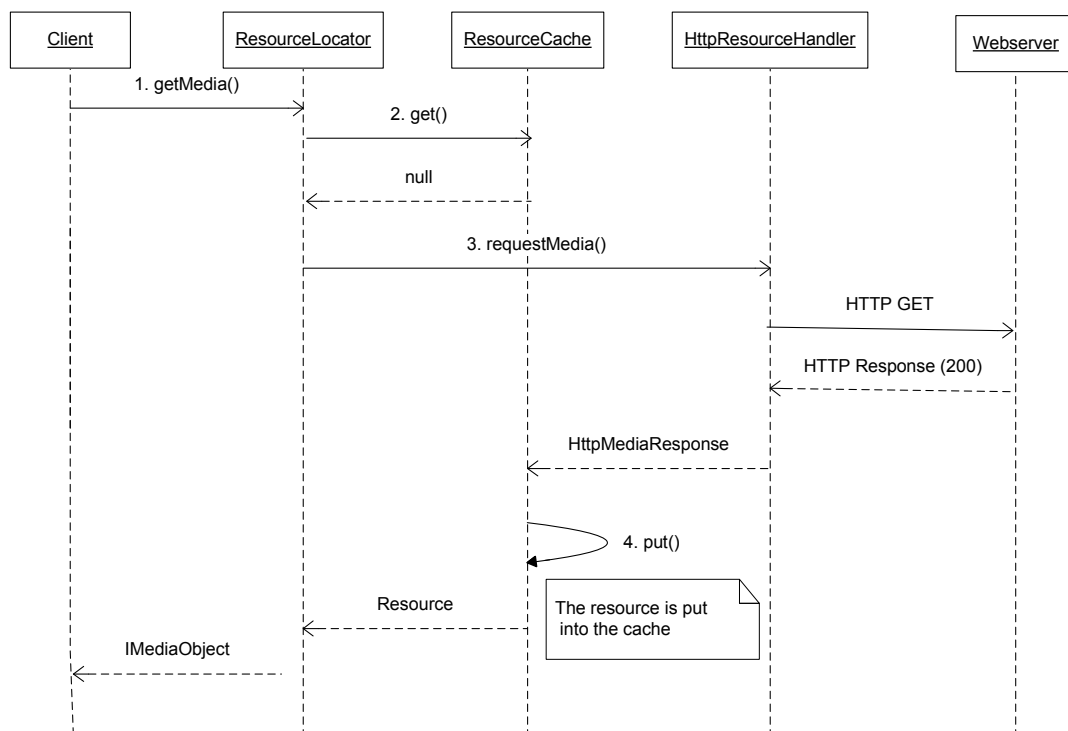 Client
ResourceLocator
ResourceCache
HttpResourceHandler
Webserver
1. getMedia()
2. get()
null
3. requestMedia()
HTTP GET
HTTP Response (200)
HttpMediaResponse
4. put()
The resource is put
into the cache
Resource
IMediaObject